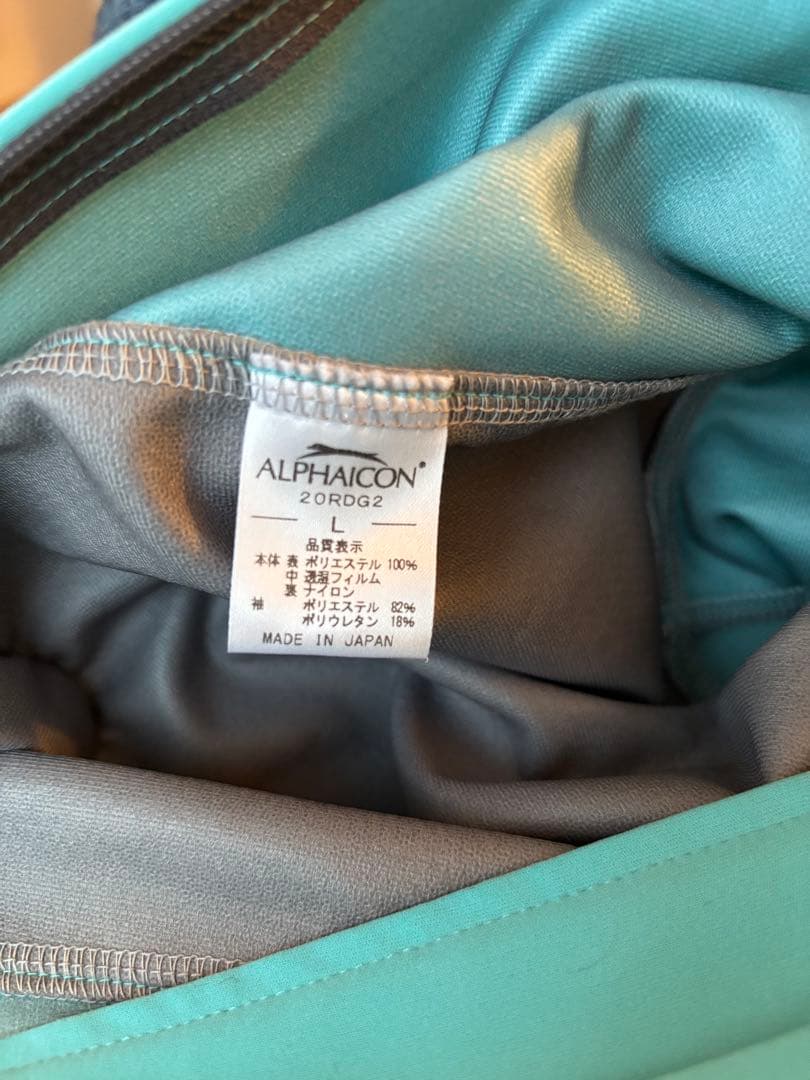 ALPHAICON®
20RDG2
L
品質表示
本体 表 ポリエステル 100%
中 透湿フィルム
裏 ナイロン
袖 ポリエステル 82%
ポリウレタン 18%
MADE IN JAPAN